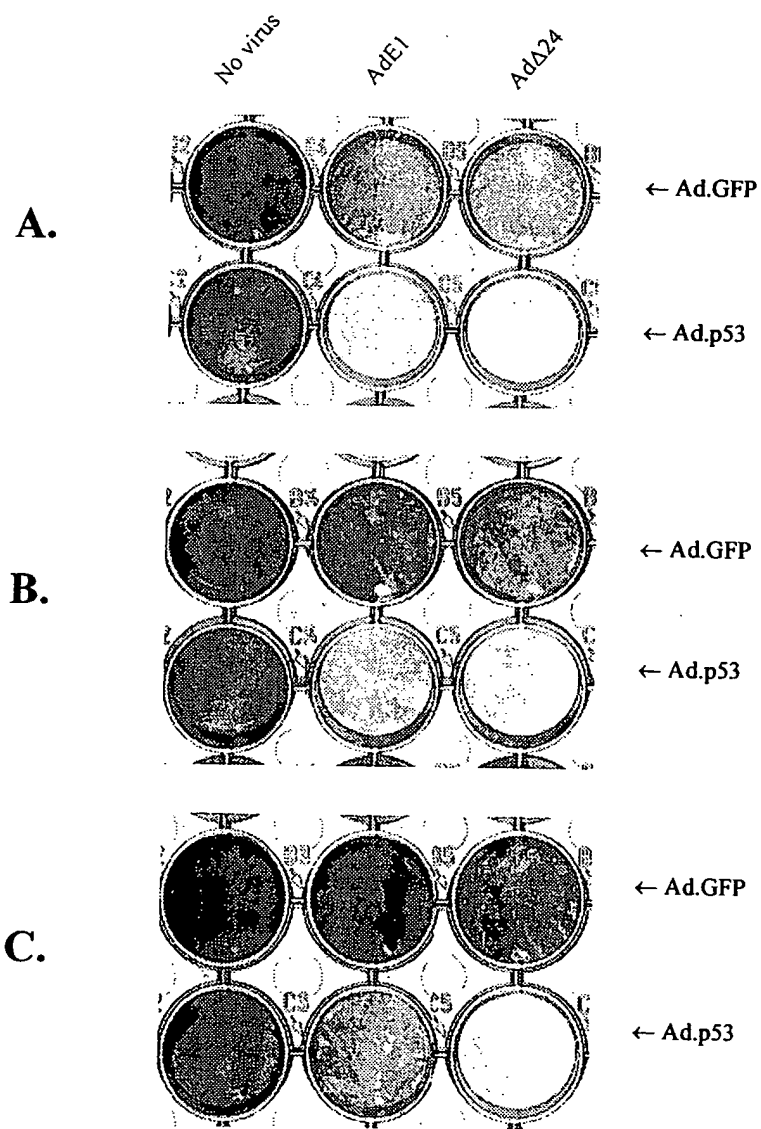 No virus AdE1 AdΔ24
A.
← Ad.GFP
← Ad.p53
B.
← Ad.GFP
← Ad.p53
C.
← Ad.GFP
← Ad.p53